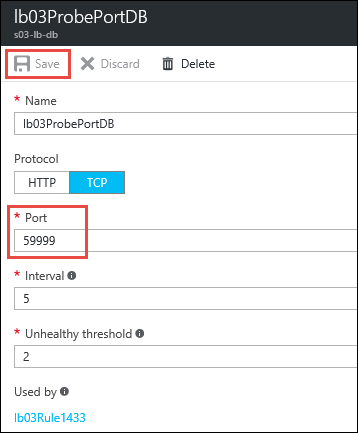 lb03ProbePortDB
s03-lb-db
Save Discard Delete
* Name
lb03ProbePortDB
Protocol
HTTP TCP
* Port
59999
* Interval
5
* Unhealthy threshold
2
Used by
lb03Rule1433